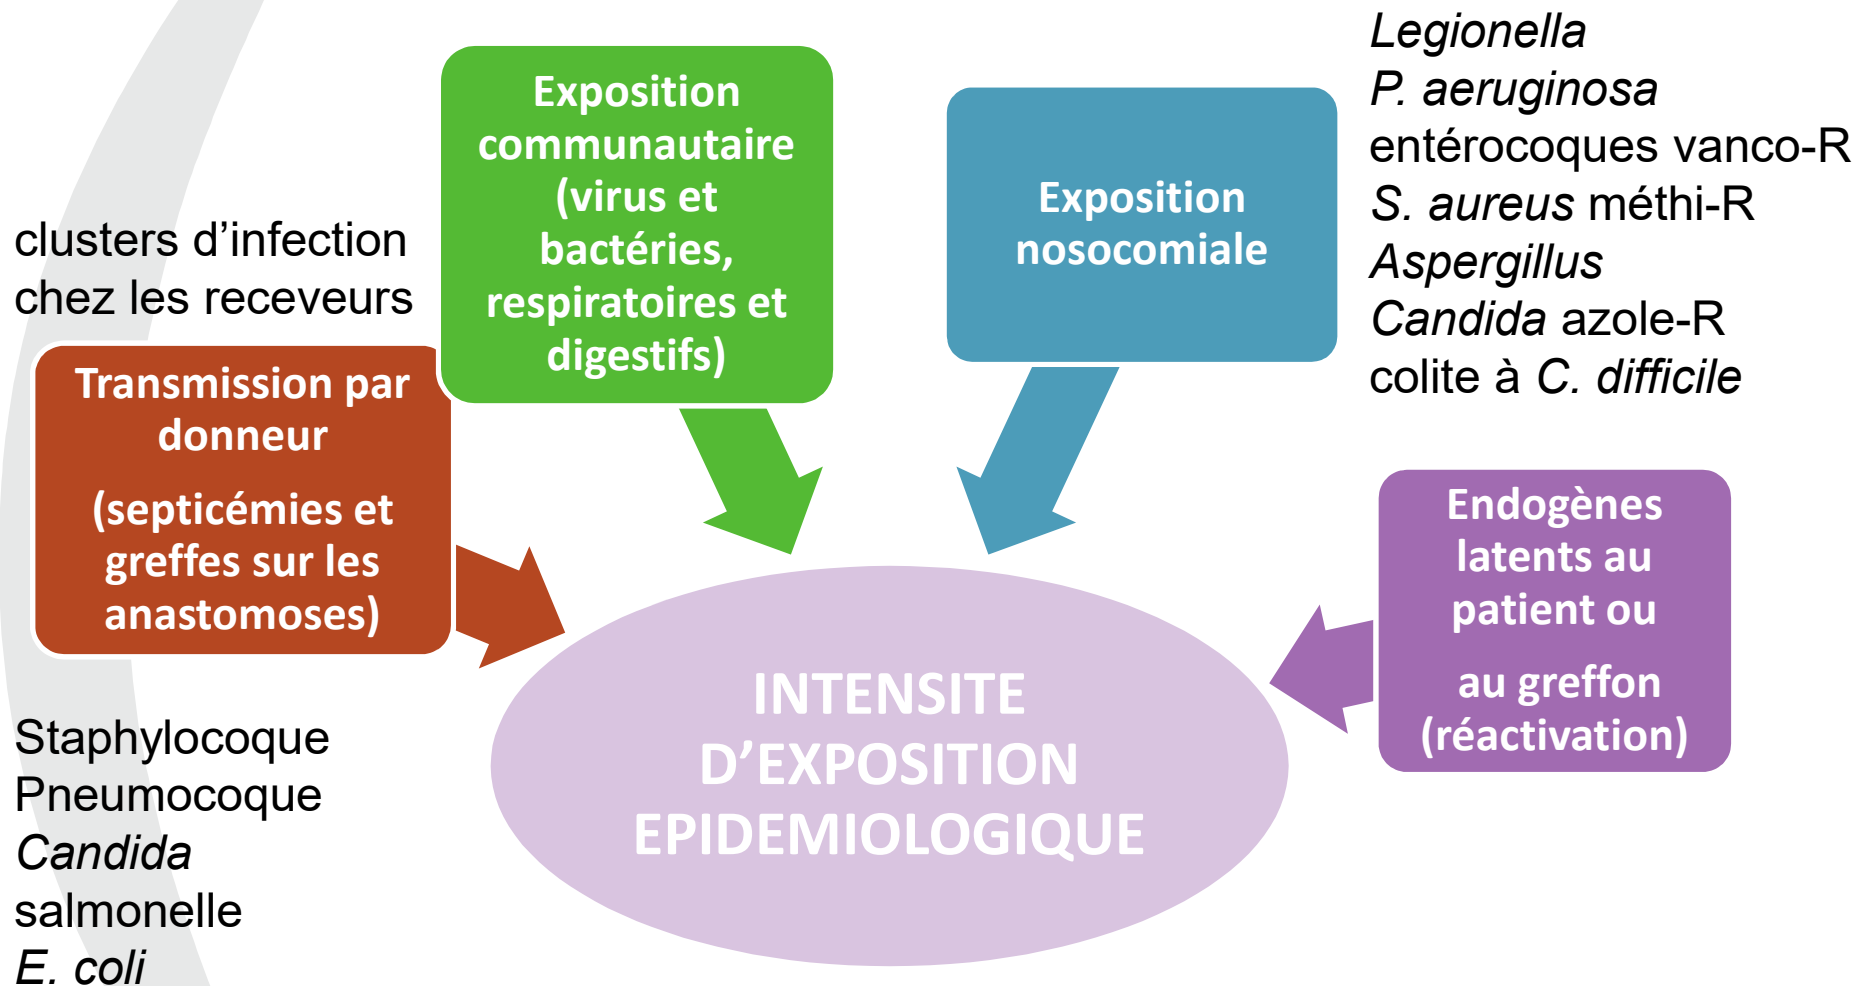 clusters d’infection
chez les receveurs
Transmission par
donneur
(septicémies et
greffes sur les
anastomoses)
Staphylocoque
Pneumocoque
Candida
salmonelle
E. coli
Exposition
communautaire
(virus et
bactéries,
respiratoires et
digestifs)
Exposition
nosocomiale
Legionella
P. aeruginosa
entérocoques vanco-R
S. aureus méthi-R
Aspergillus
Candida azole-R
colite à C. difficile
Endogènes
latents au
patient ou
au greffon
(réactivation)
INTENSITE
D’EXPOSITION
EPIDEMIOLOGIQUE